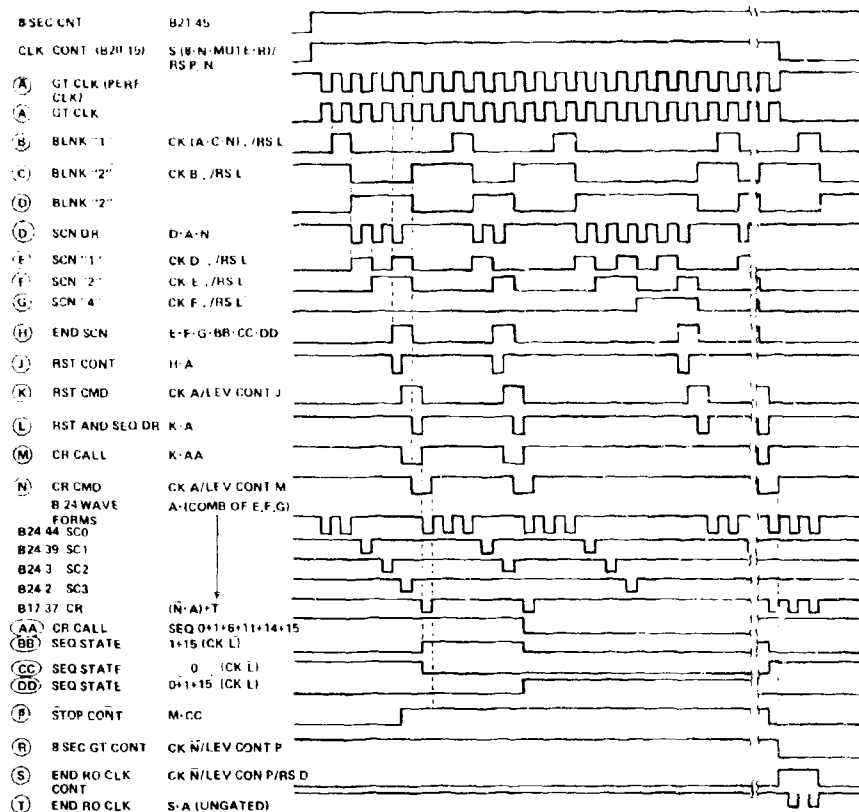 8 SEC CNT B21 45
CLK CONT (B20 15) S (B·N·MUTE·R)/
RS P, N
A GT CLK (PERF
CLK)
A GT CLK
B BLNK "1" CK (A·C·N), /RS L
C BLNK "2" CK B , /RS L
D BLNK "2"
D SCN DR D·A·N
E SCN "1" CK D , /RS L
F SCN "2" CK E , /RS L
G SCN "4" CK F , /RS L
H END SCN E·F·G·BB·CC·DD
J RST CONT H·A
K RST CMD CK A/LEV CONT J
L RST AND SEQ DR K·A
M CR CALL K·AA
N CR CMD CK A/LEV CONT M
B 24 WAVE A·(COMB OF E,F,G)
FORMS
B24 44 SC0
B24 39 SC1
B24 3 SC2
B24 2 SC3
B17 37 CR (N̄·A)+T
AA CR CALL SEQ 0+1+6+11+14+15
BB SEQ STATE 1+15 (CK L)
CC SEQ STATE 0 (CK L)
DD SEQ STATE 0+1+15 (CK L)
P STOP CONT M·CC
R 8 SEC GT CONT CK N̄/LEV CONT P
S END RO CLK CK N̄/LEV CON P/RS D
CONT
T END RO CLK S·A (UNGATED)